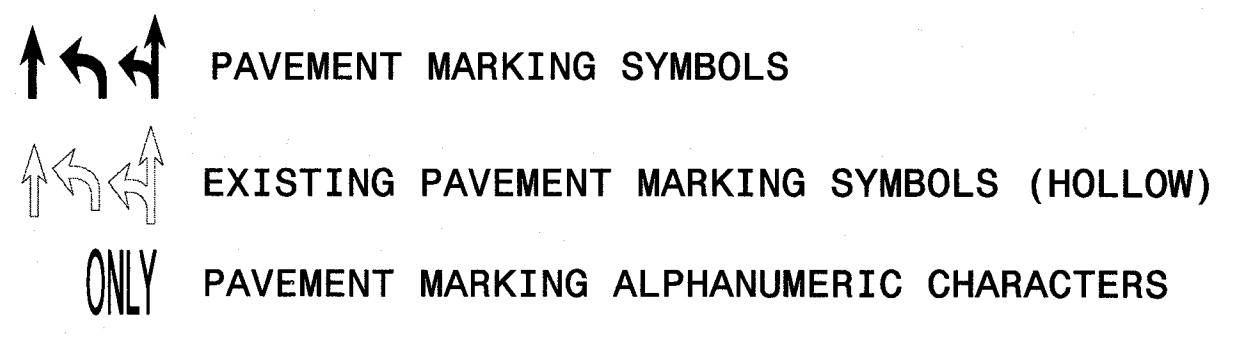 PAVEMENT MARKING SYMBOLS
EXISTING PAVEMENT MARKING SYMBOLS (HOLLOW)
ONLY PAVEMENT MARKING ALPHANUMERIC CHARACTERS